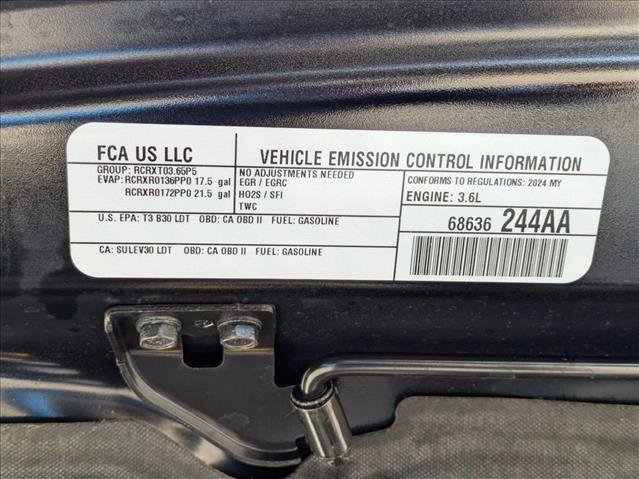 FCA US LLC
VEHICLE EMISSION CONTROL INFORMATION
GROUP: RCRXT03.65P5
EVAP: RCRXR0136PP0 17.5 gal
RCRXR0172PP0 21.5 gal
NO ADJUSTMENTS NEEDED
EGR / EGRC
HO2S / SFI
TWC
CONFORMS TO REGULATIONS: 2024 MY
ENGINE: 3.6L
U.S. EPA: T3 B30 LDT OBD: CA OBD II FUEL: GASOLINE
CA: SULEV30 LDT OBD: CA OBD II FUEL: GASOLINE
68636 244AA